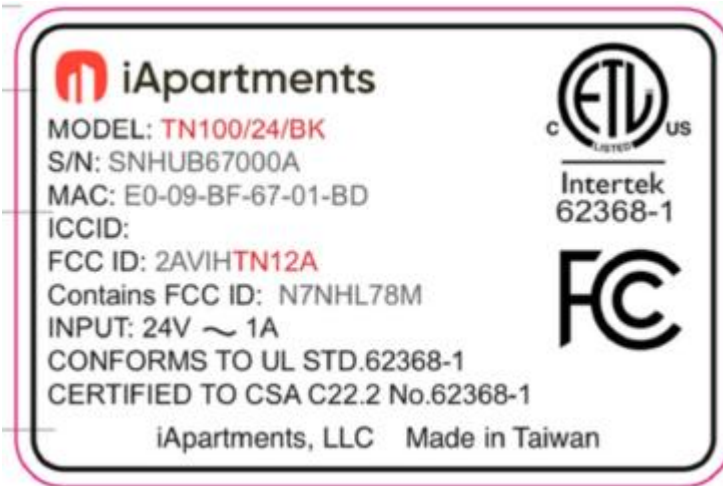 iApartments
MODEL: TN100/24/BK
S/N: SNHUB67000A
MAC: E0-09-BF-67-01-BD
ICCID:
FCC ID: 2AVIHTN12A
Contains FCC ID: N7NHL78M
INPUT: 24V ～ 1A
CONFORMS TO UL STD.62368-1
CERTIFIED TO CSA C22.2 No.62368-1
iApartments, LLC Made in Taiwan
ETL
C US
LISTED
Intertek
62368-1
FC